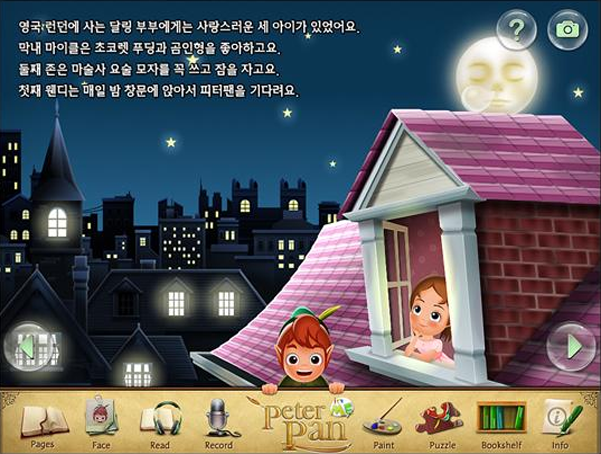 영국 런던에 사는 달링 부부에게는 사랑스러운 세 아이가 있었어요.
막내 마이클은 초코렛 푸딩과 곰인형을 좋아하고요.
둘째 존은 마술사 요술 모자를 꼭 쓰고 잠을 자고요.
첫째 웬디는 매일 밤 창문에 앉아서 피터팬을 기다려요.
?
Peter Pan
Pages Face Read Record Paint Puzzle Bookshelf Info